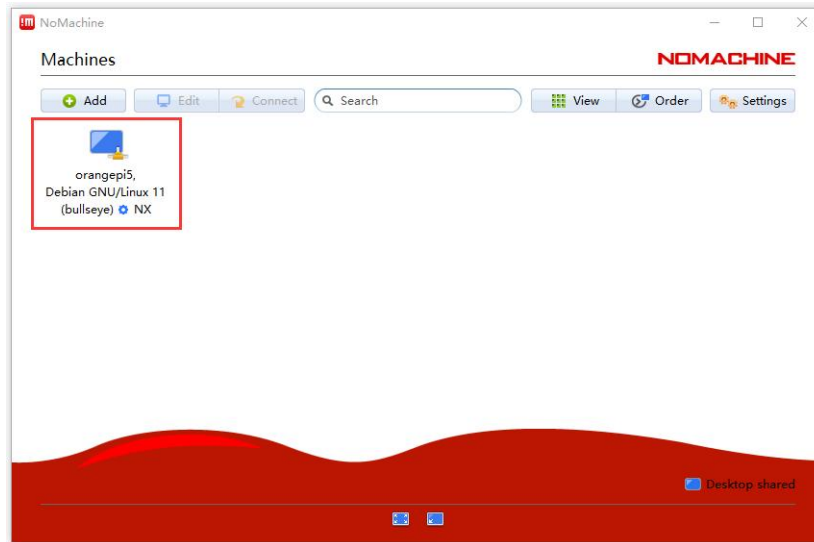 NoMachine
Machines
NOMACHINE
Add Edit Connect Search View Order Settings
orangepi5,
Debian GNU/Linux 11
(bullseye) NX
Desktop shared